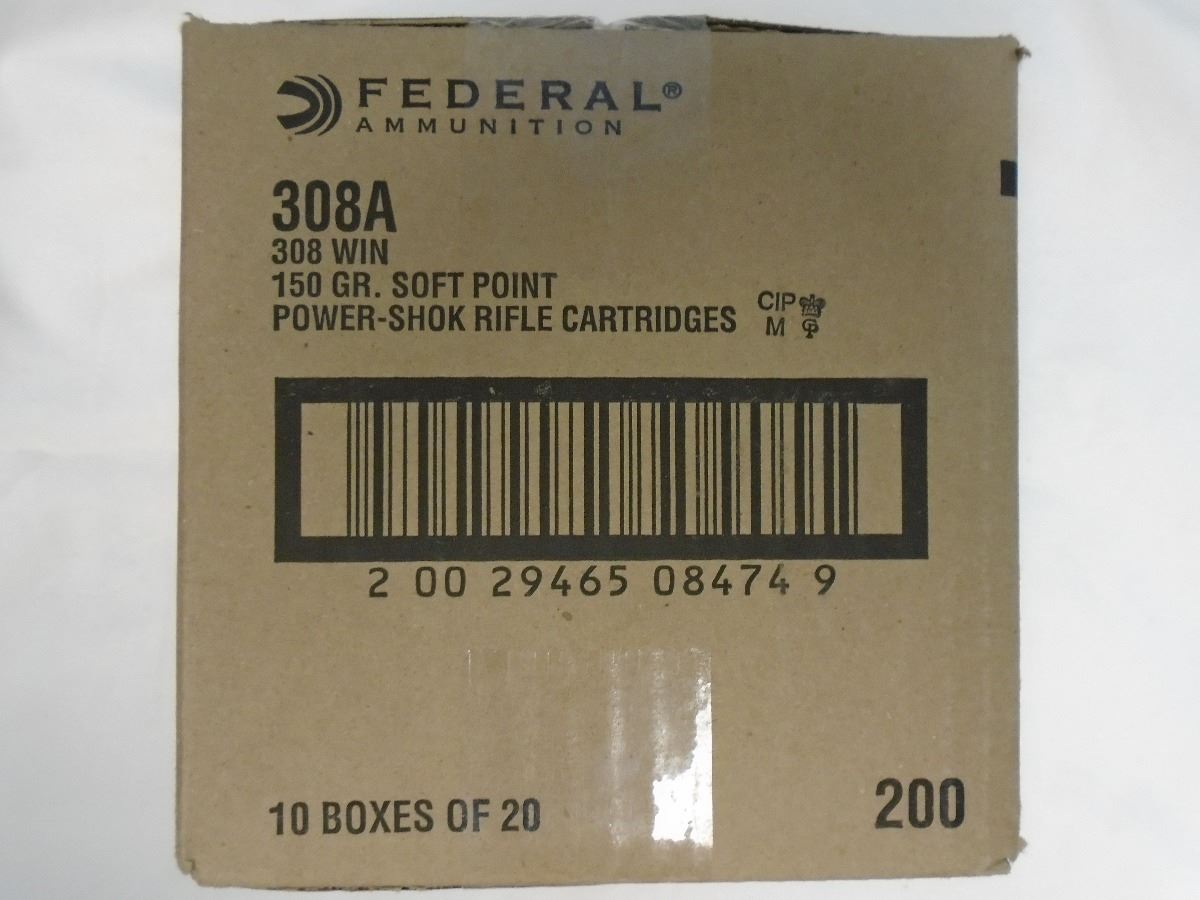 FEDERAL®
AMMUNITION
308A
308 WIN
150 GR. SOFT POINT
POWER-SHOK RIFLE CARTRIDGES
CIP
M
2 00 29465 08474 9
10 BOXES OF 20
200